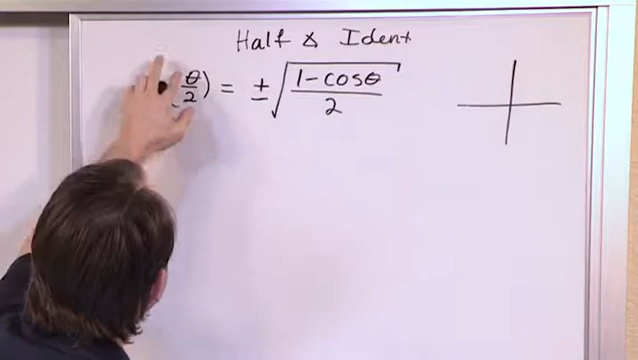 Half ∆ Ident
(θ/2) = ± √((1-cosθ)/2)